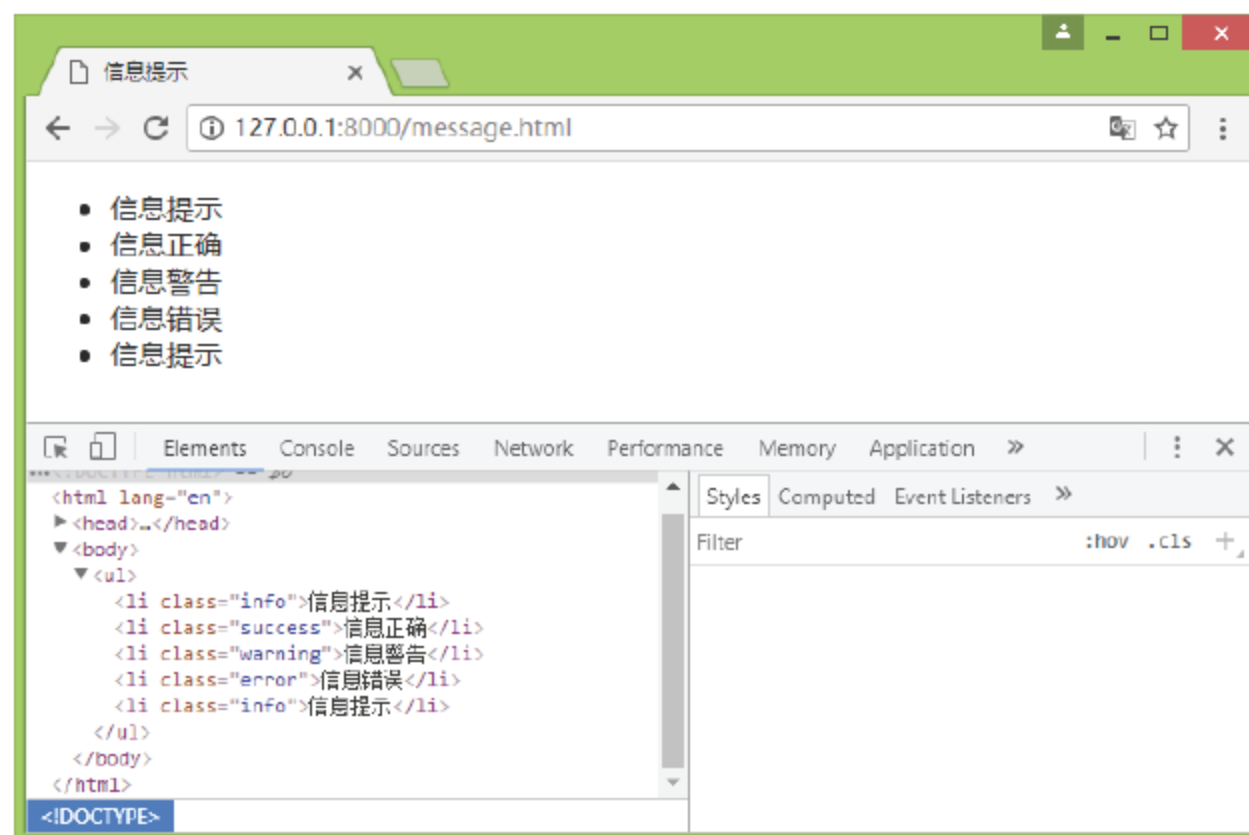 信息提示
127.0.0.1:8000/message.html
信息提示
信息正确
信息警告
信息错误
信息提示
Elements Console Sources Network Performance Memory Application »
<html lang="en">
<head>…</head>
<body>
<ul>
<li class="info">信息提示</li>
<li class="success">信息正确</li>
<li class="warning">信息警告</li>
<li class="error">信息错误</li>
<li class="info">信息提示</li>
</ul>
</body>
</html>
<!DOCTYPE>
Styles Computed Event Listeners »
Filter :hov .cls +